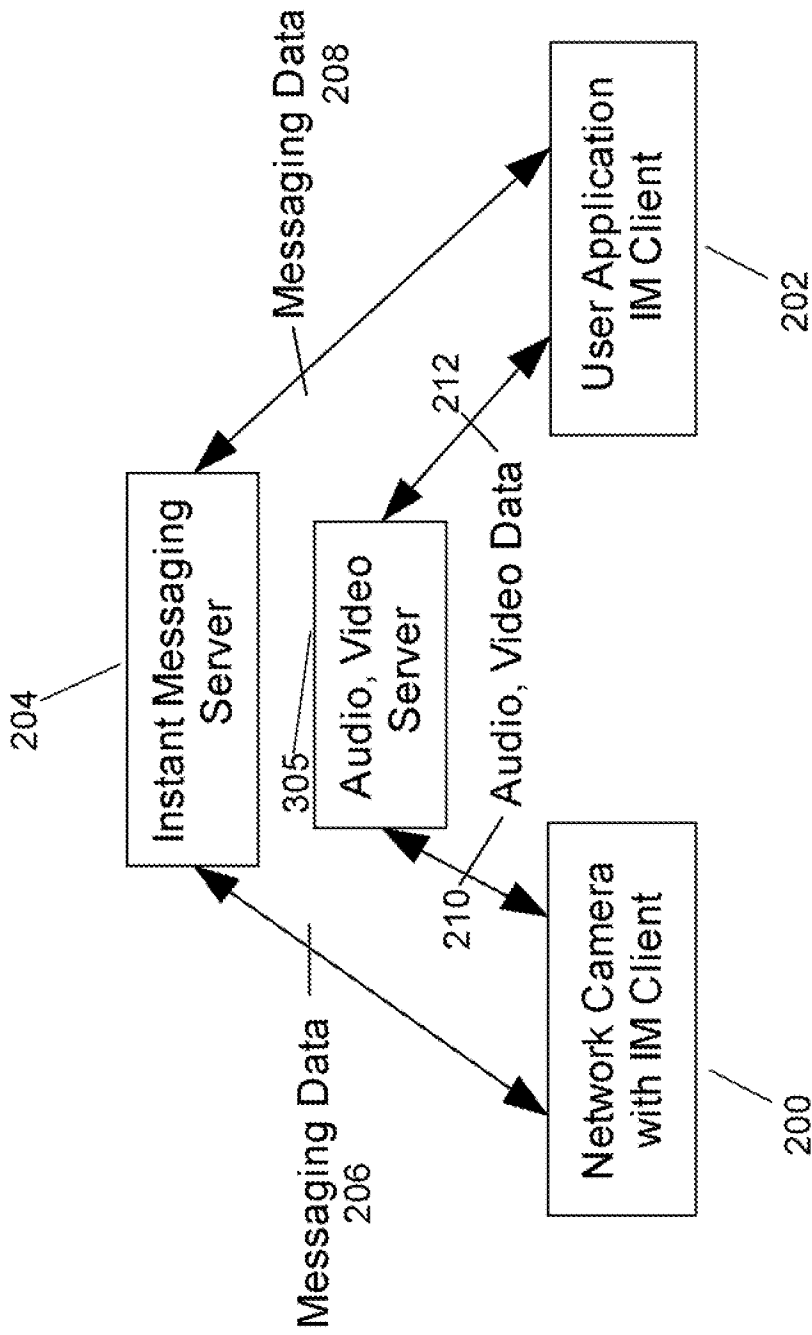 204
Instant Messaging
Server
Messaging Data
206
Messaging Data
208
305
Audio, Video
Server
210
Audio, Video Data
212
Network Camera
with IM Client
200
User Application
IM Client
202